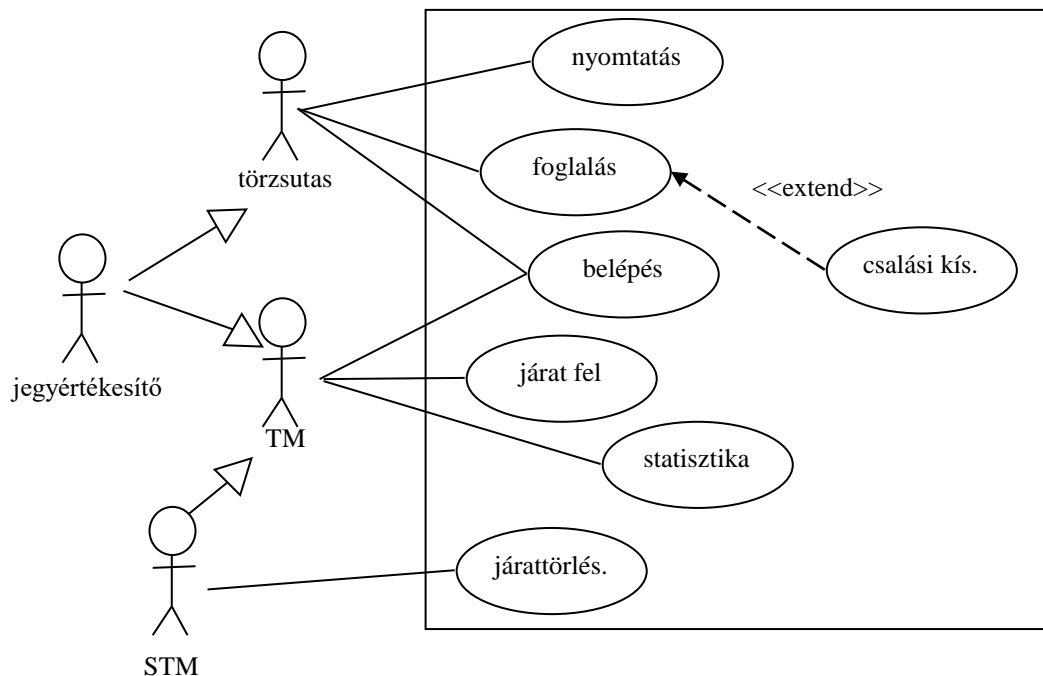 nyomtatás
foglalás
<<extend>>
törzsutas
belépés
csalási kís.
járat fel
jegyértékesítő
TM
statisztika
járattörlés.
STM